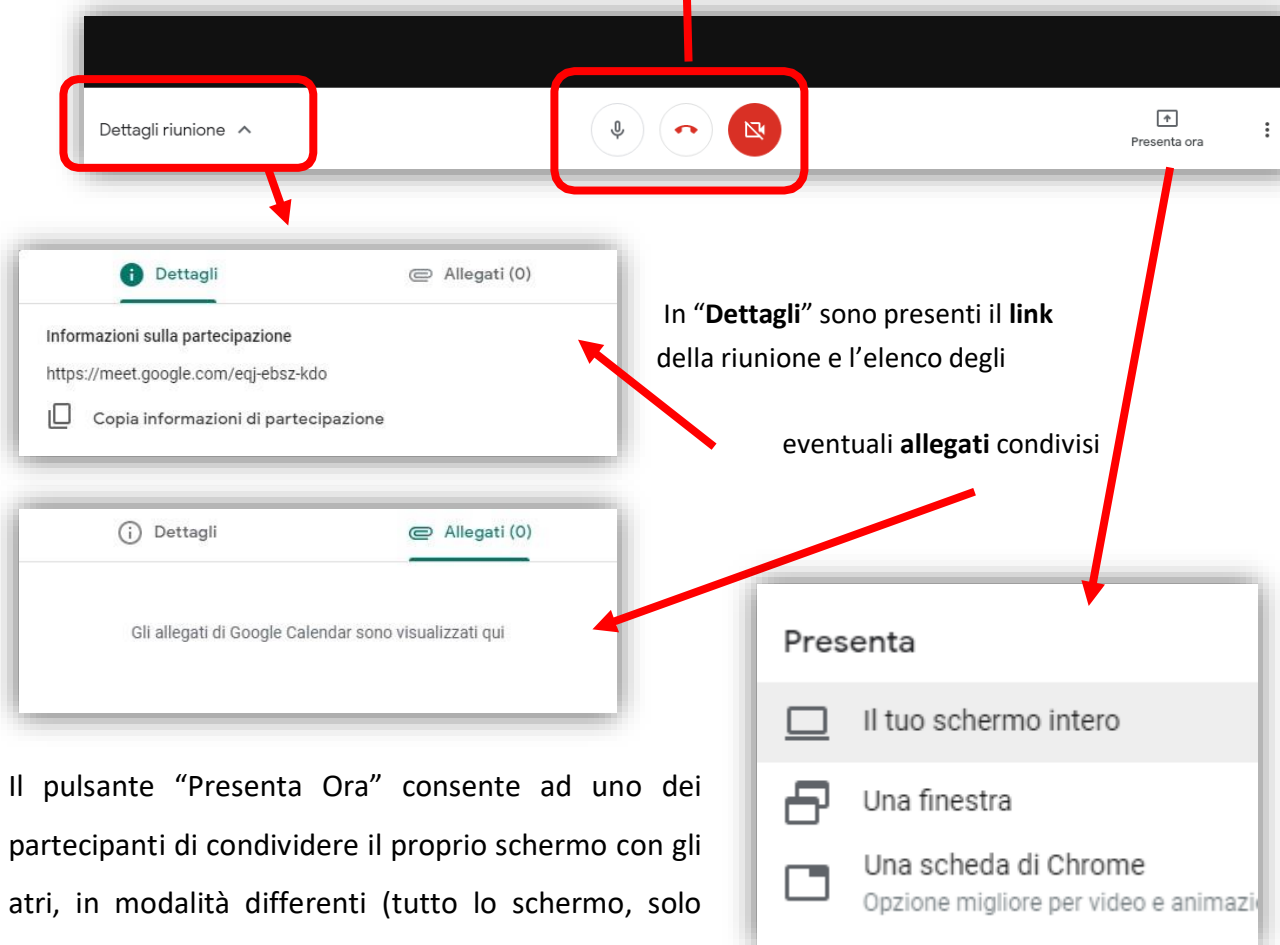 Dettagli riunione
Presenta ora
Dettagli
Allegati (0)
Informazioni sulla partecipazione
https://meet.google.com/eqj-ebsz-kdo
Copia informazioni di partecipazione
In “Dettagli” sono presenti il link
della riunione e l’elenco degli
eventuali allegati condivisi
Dettagli
Allegati (0)
Gli allegati di Google Calendar sono visualizzati qui
Presenta
Il tuo schermo intero
Una finestra
Una scheda di Chrome
Opzione migliore per video e animazi
Il pulsante “Presenta Ora” consente ad uno dei
partecipanti di condividere il proprio schermo con gli
atri, in modalità differenti (tutto lo schermo, solo